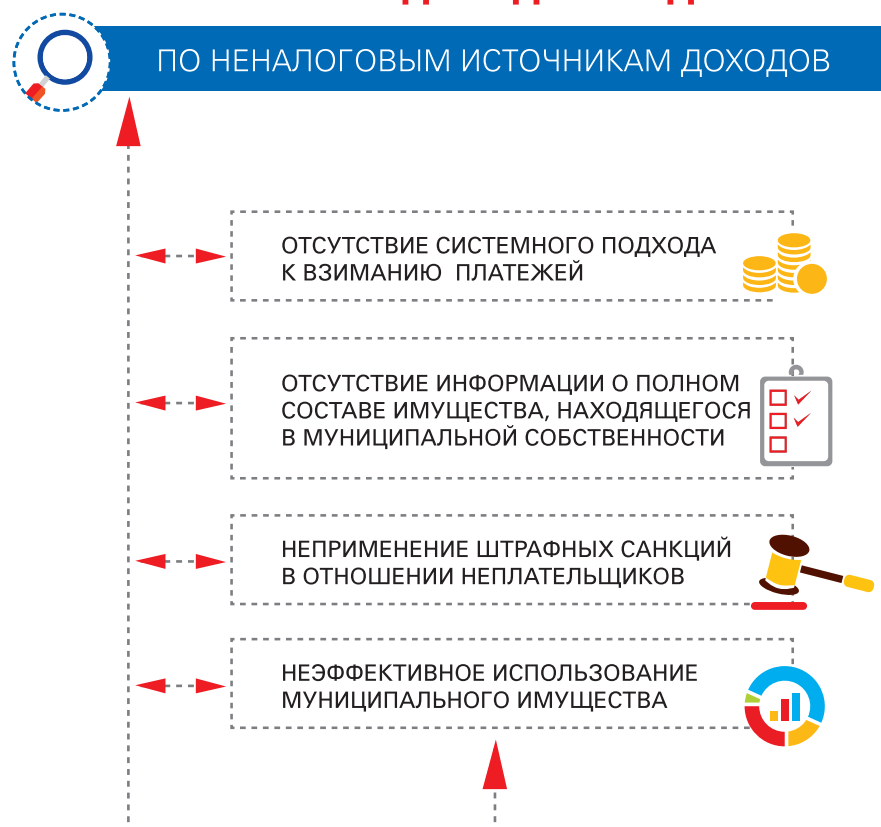 ПО НЕНАЛОГОВЫМ ИСТОЧНИКАМ ДОХОДОВ
ОТСУТСТВИЕ СИСТЕМНОГО ПОДХОДА
К ВЗИМАНИЮ ПЛАТЕЖЕЙ
ОТСУТСТВИЕ ИНФОРМАЦИИ О ПОЛНОМ
СОСТАВЕ ИМУЩЕСТВА, НАХОДЯЩЕГОСЯ
В МУНИЦИПАЛЬНОЙ СОБСТВЕННОСТИ
НЕПРИМЕНЕНИЕ ШТРАФНЫХ САНКЦИЙ
В ОТНОШЕНИИ НЕПЛАТЕЛЬЩИКОВ
НЕЭФФЕКТИВНОЕ ИСПОЛЬЗОВАНИЕ
МУНИЦИПАЛЬНОГО ИМУЩЕСТВА